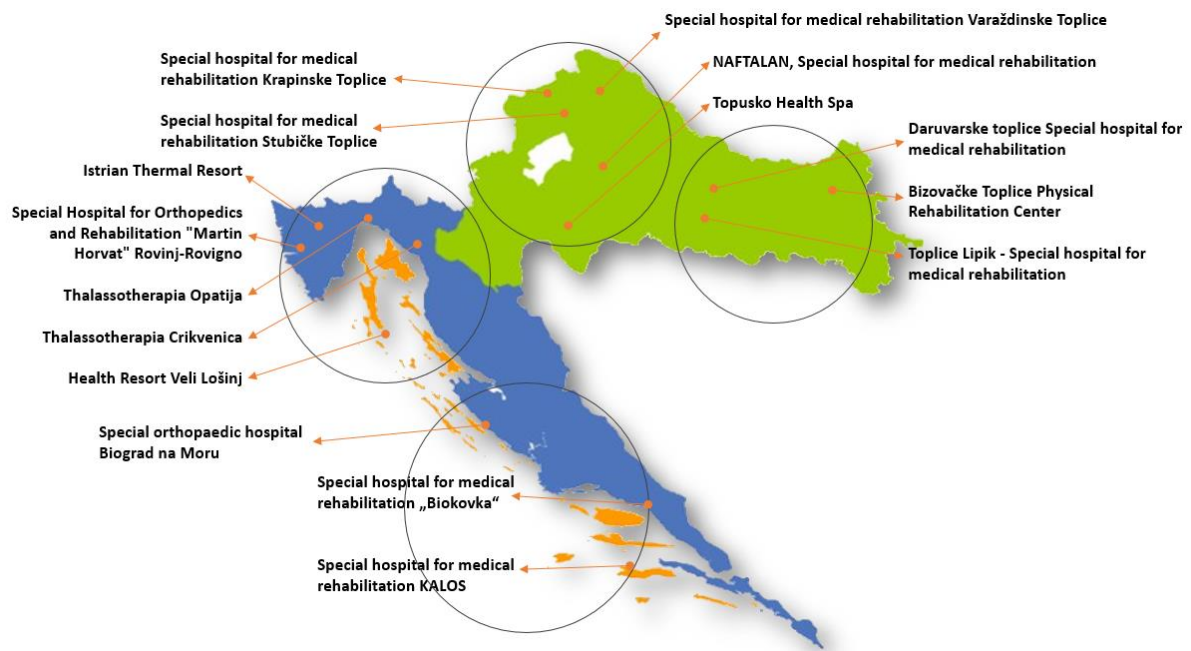 Special hospital for medical rehabilitation Varaždinske Toplice
Special hospital for medical
rehabilitation Krapinske Toplice
NAFTALAN, Special hospital for medical rehabilitation
Topusko Health Spa
Special hospital for medical
rehabilitation Stubičke Toplice
Daruvarske toplice Special hospital for
medical rehabilitation
Istrian Thermal Resort
Bizovačke Toplice Physical
Rehabilitation Center
Special Hospital for Orthopedics
and Rehabilitation "Martin
Horvat" Rovinj-Rovigno
Toplice Lipik - Special hospital for
medical rehabilitation
Thalassotherapia Opatija
Thalassotherapia Crikvenica
Health Resort Veli Lošinj
Special orthopaedic hospital
Biograd na Moru
Special hospital for medical
rehabilitation „Biokovka“
Special hospital for medical
rehabilitation KALOS